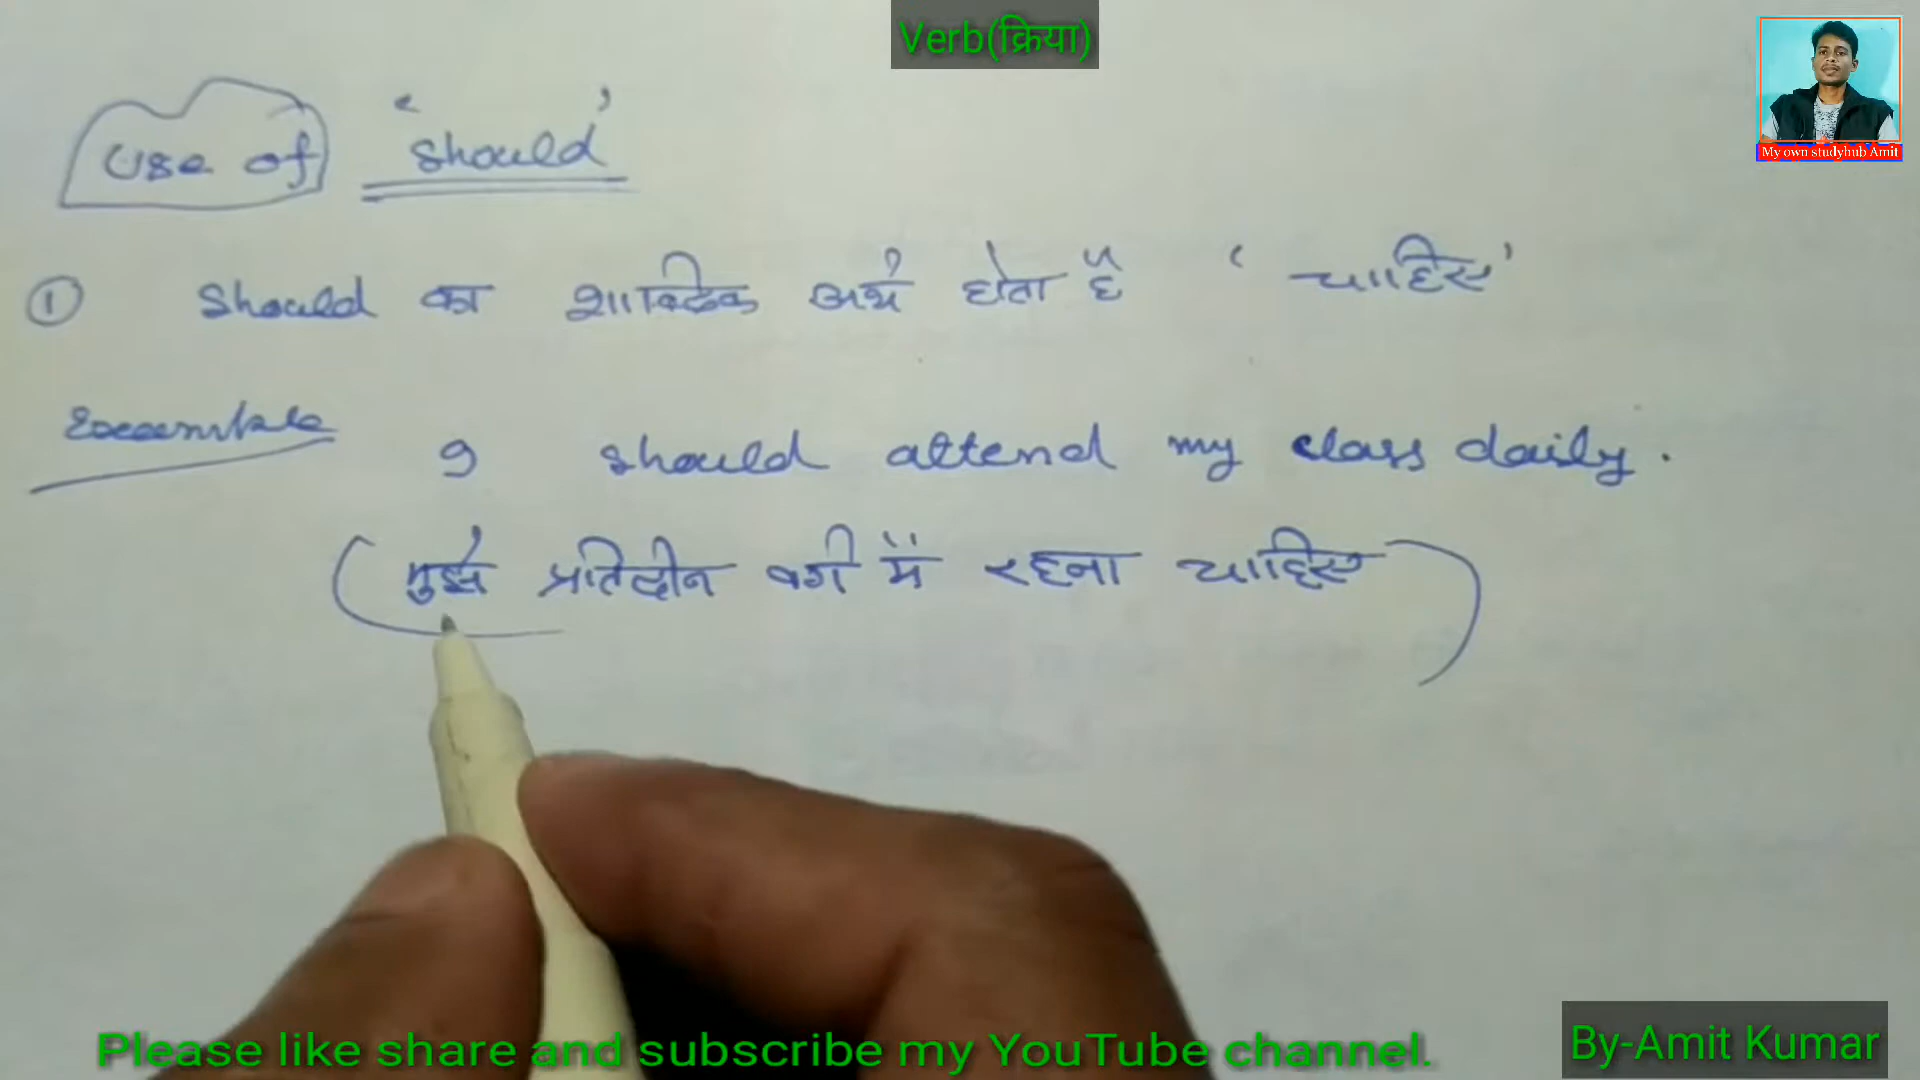 Verb(क्रिया)
My own studyhub Amit
Use of 'should'
① Should का शाब्दिक अर्थ होता है 'चाहिए'
Example I should attend my class daily.
(मुझे प्रतिदीन वर्ग में रहना चाहिए)
Please like share and subscribe my YouTube channel.
By-Amit Kumar